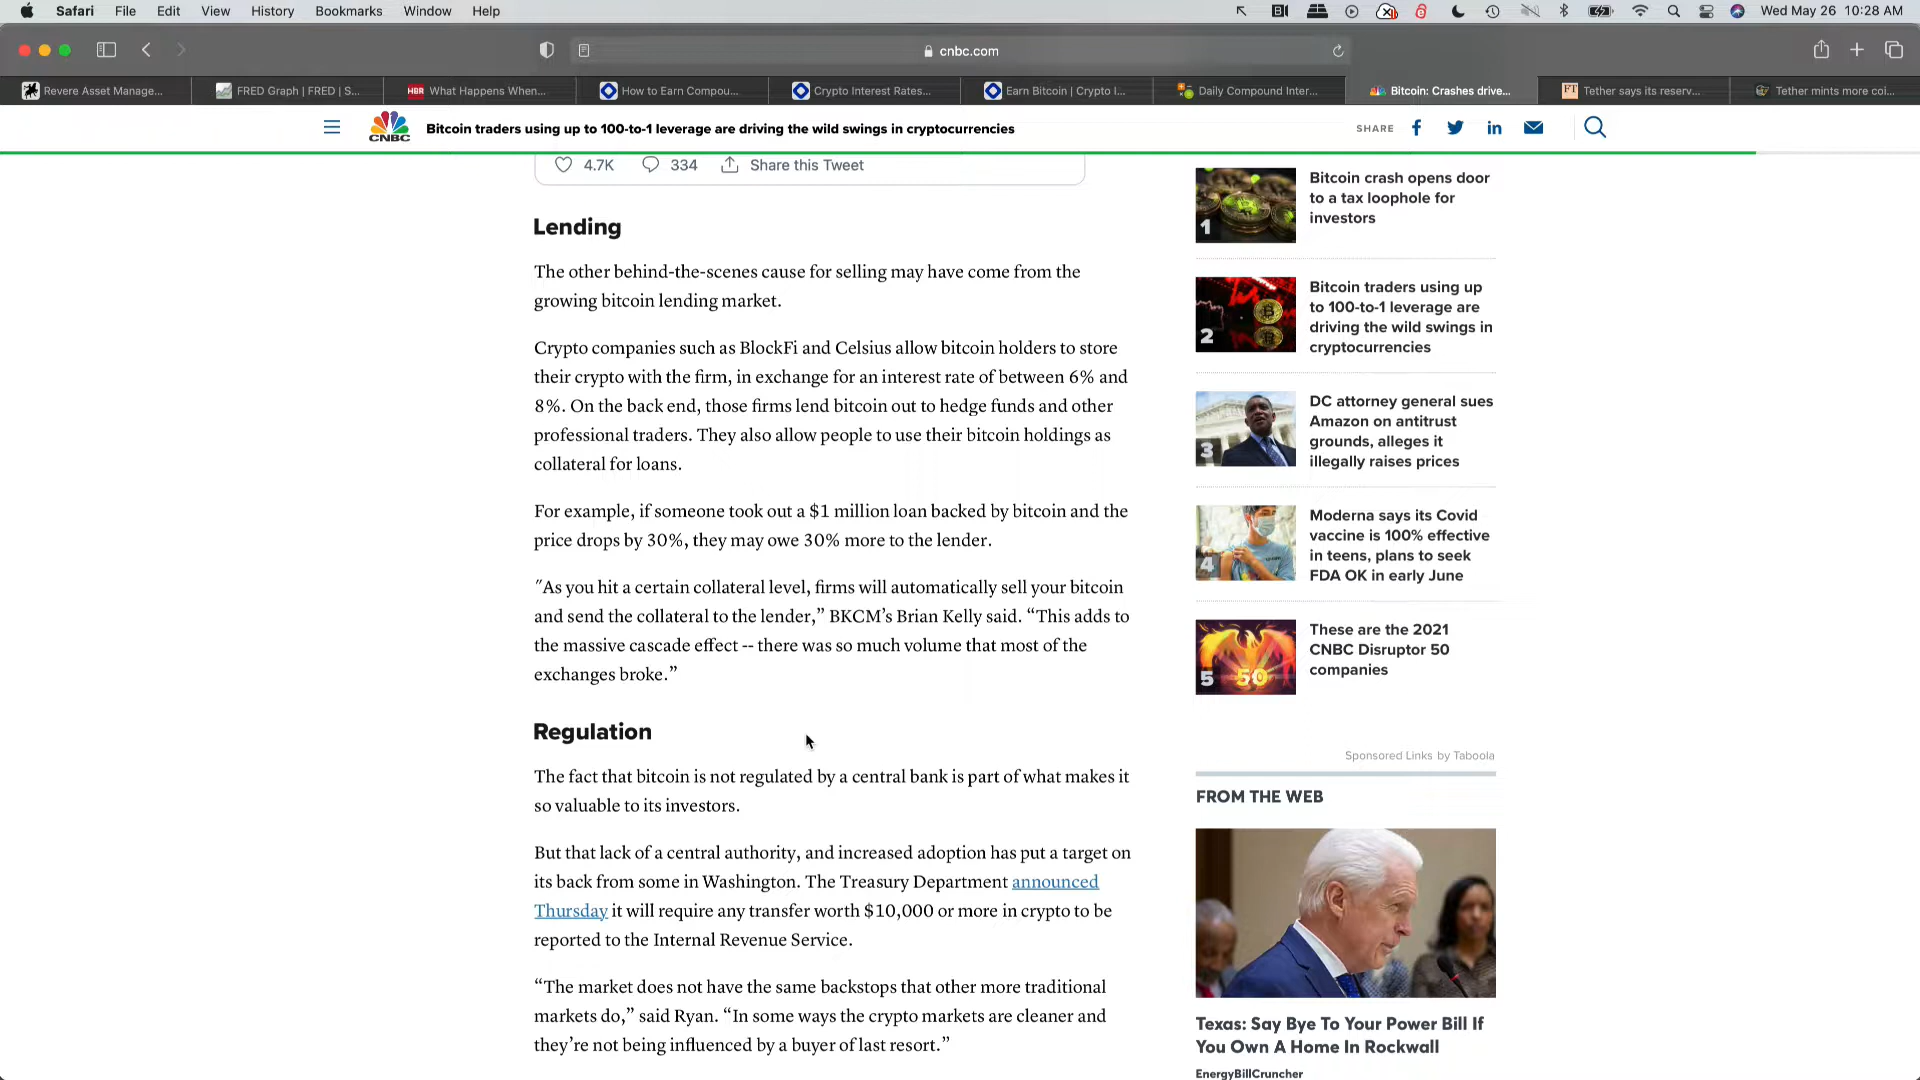 Safari File Edit View History Bookmarks Window Help
Wed May 26 10:28 AM
cnbc.com
Revere Asset Manage...
FRED Graph | FRED | S...
HBR What Happens When...
How to Earn Compou...
Crypto Interest Rates...
Earn Bitcoin | Crypto I...
Daily Compound Inter...
Bitcoin: Crashes drive...
FT Tether says its reserv...
Tether mints more coi...
CNBC
Bitcoin traders using up to 100-to-1 leverage are driving the wild swings in cryptocurrencies
SHARE
4.7K 334 Share this Tweet
Lending
The other behind-the-scenes cause for selling may have come from the
growing bitcoin lending market.
Crypto companies such as BlockFi and Celsius allow bitcoin holders to store
their crypto with the firm, in exchange for an interest rate of between 6% and
8%. On the back end, those firms lend bitcoin out to hedge funds and other
professional traders. They also allow people to use their bitcoin holdings as
collateral for loans.
For example, if someone took out a $1 million loan backed by bitcoin and the
price drops by 30%, they may owe 30% more to the lender.
"As you hit a certain collateral level, firms will automatically sell your bitcoin
and send the collateral to the lender,” BKCM’s Brian Kelly said. “This adds to
the massive cascade effect -- there was so much volume that most of the
exchanges broke.”
Regulation
The fact that bitcoin is not regulated by a central bank is part of what makes it
so valuable to its investors.
But that lack of a central authority, and increased adoption has put a target on
its back from some in Washington. The Treasury Department announced
Thursday it will require any transfer worth $10,000 or more in crypto to be
reported to the Internal Revenue Service.
“The market does not have the same backstops that other more traditional
markets do,” said Ryan. “In some ways the crypto markets are cleaner and
they’re not being influenced by a buyer of last resort.”
1
Bitcoin crash opens door
to a tax loophole for
investors
2
Bitcoin traders using up
to 100-to-1 leverage are
driving the wild swings in
cryptocurrencies
3
DC attorney general sues
Amazon on antitrust
grounds, alleges it
illegally raises prices
4
Moderna says its Covid
vaccine is 100% effective
in teens, plans to seek
FDA OK in early June
5
50
These are the 2021
CNBC Disruptor 50
companies
Sponsored Links by Taboola
FROM THE WEB
Texas: Say Bye To Your Power Bill If
You Own A Home In Rockwall
EnergyBillCruncher